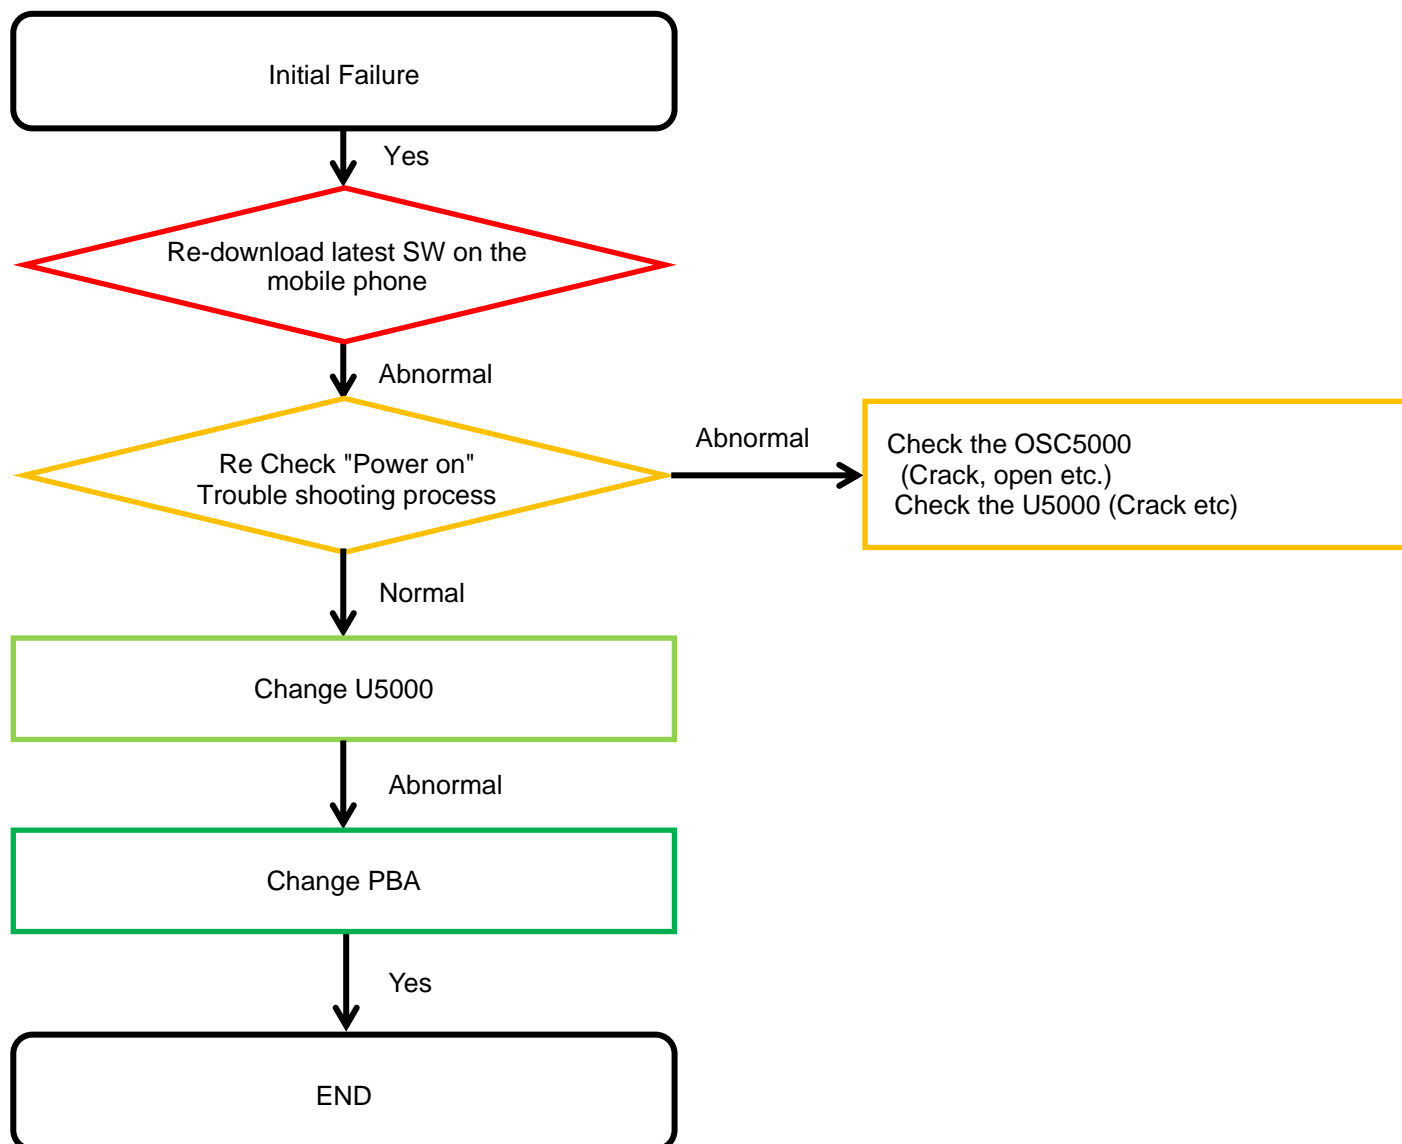 Initial Failure
Yes
Re-download latest SW on the
mobile phone
Abnormal
Re Check "Power on"
Trouble shooting process
Abnormal
Check the OSC5000
(Crack, open etc.)
Check the U5000 (Crack etc)
Normal
Change U5000
Abnormal
Change PBA
Yes
END